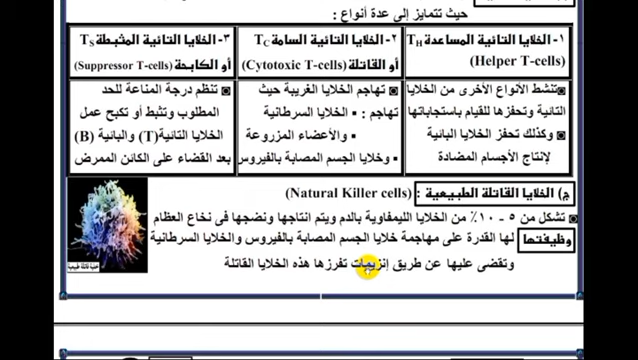 حيث تتمايز إلى عدة أنواع :
١- الخلايا التائية المساعدة TH
(Helper T-cells)
٢- الخلايا التائية السامة TC
أو القاتلة (Cytotoxic T-cells)
٣- الخلايا التائية المثبطة TS
أو الكابحة (Suppressor T-cells)
تنشط الأنواع الأخرى من الخلايا
التائية وتحفزها للقيام باستجاباتها
وكذلك تحفز الخلايا البائية
لإنتاج الأجسام المضادة
تهاجم الخلايا الغريبة حيث
تهاجم : ▪ الخلايا السرطانية
▪ والأعضاء المزروعة
▪ وخلايا الجسم المصابة بالفيروس
تنظم درجة المناعة للحد
المطلوب وتثبط أو تكبح عمل
الخلايا التائية(T) والبائية (B)
بعد القضاء على الكائن الممرض
ج) الخلايا القاتلة الطبيعية : (Natural Killer cells)
تشكل من ٥ - ١٠٪ من الخلايا الليمفاوية بالدم ويتم انتاجها ونضجها فى نخاع العظام
وظيفتها لها القدرة على مهاجمة خلايا الجسم المصابة بالفيروس والخلايا السرطانية
وتقضى عليها عن طريق إنزيمات تفرزها هذه الخلايا القاتلة
خلية قاتلة طبيعية